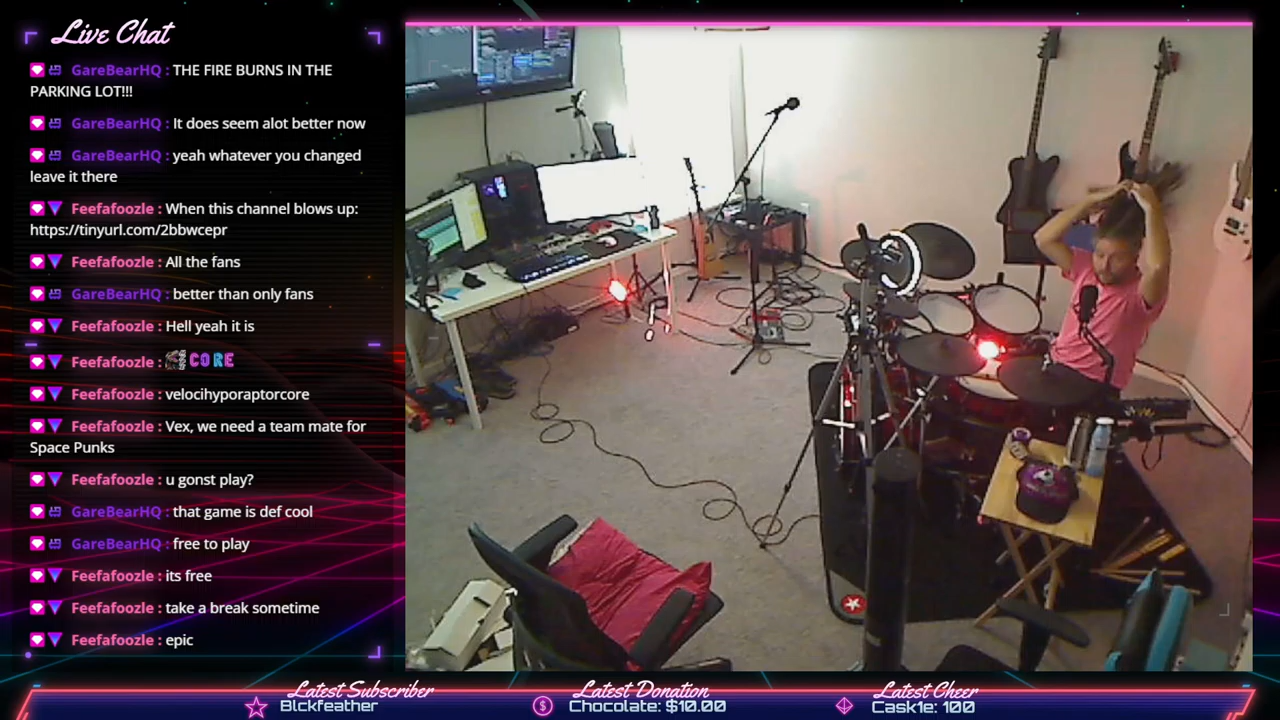 Live Chat
GareBearHQ : THE FIRE BURNS IN THE
PARKING LOT!!!
GareBearHQ : It does seem alot better now
GareBearHQ : yeah whatever you changed
leave it there
Feefafoozle : When this channel blows up:
https://tinyurl.com/2bbwcepr
Feefafoozle : All the fans
GareBearHQ : better than only fans
Feefafoozle : Hell yeah it is
Feefafoozle : CORE
Feefafoozle : velocihyporaptorcore
Feefafoozle : Vex, we need a team mate for
Space Punks
Feefafoozle : u gonst play?
GareBearHQ : that game is def cool
GareBearHQ : free to play
Feefafoozle : its free
Feefafoozle : take a break sometime
Feefafoozle : epic
Latest Subscriber
Blckfeather
Latest Donation
Chocolate: $10.00
Latest Cheer
Cask1e: 100